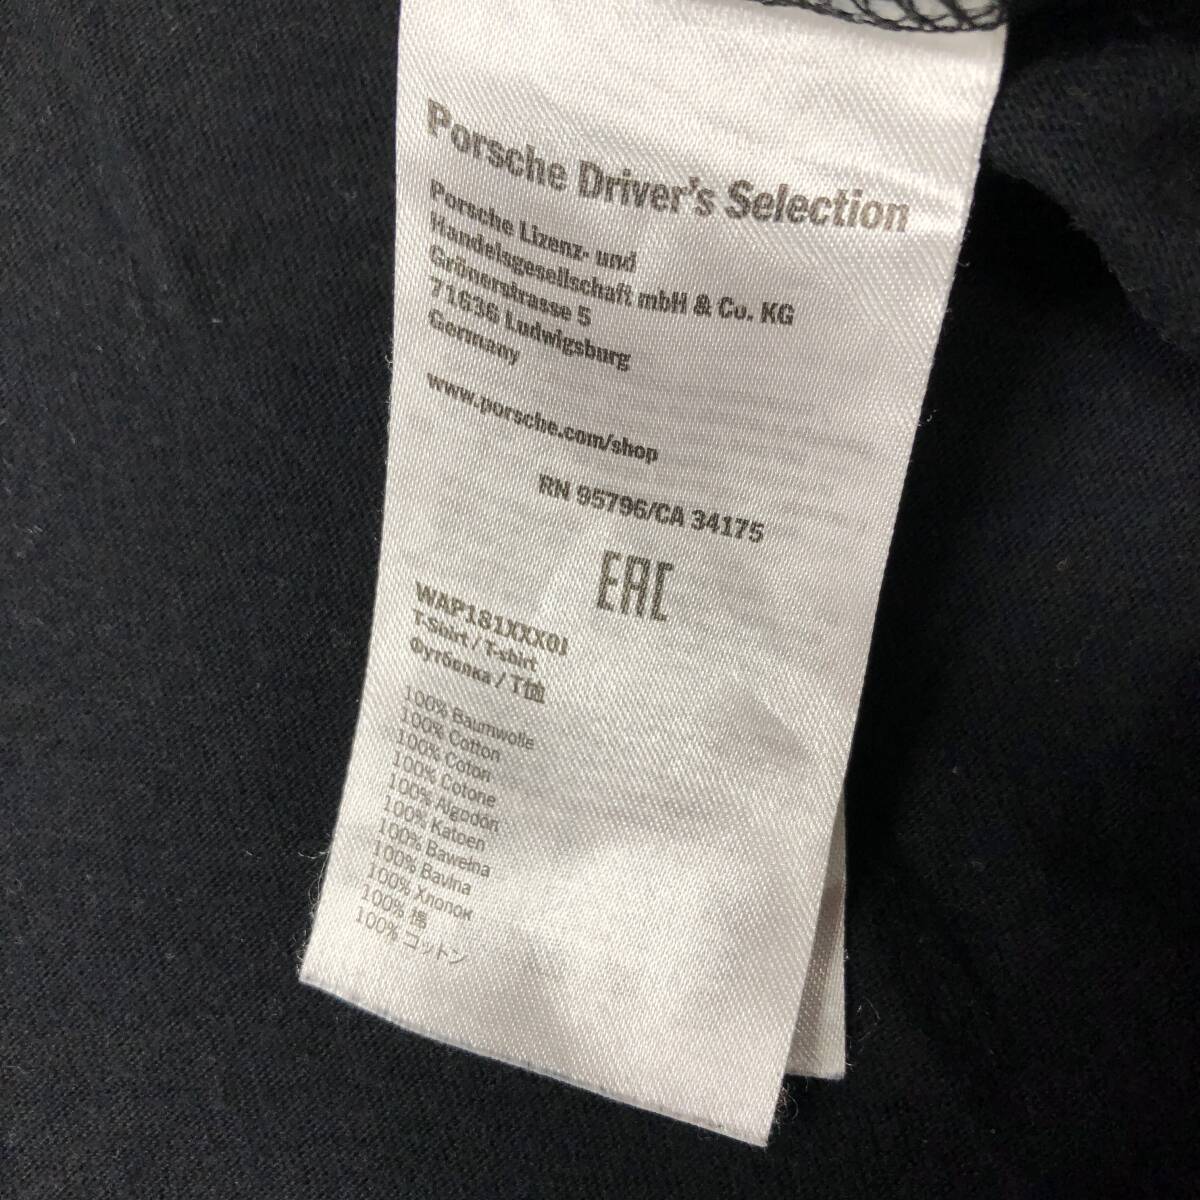 Porsche Driver's Selection
Porsche Lizenz- und
Handelsgesellschaft mbH & Co. KG
Grönerstrasse 5
71636 Ludwigsburg
Germany
www.porsche.com/shop
RN 95796/CA 34175
EAC
WAP181XXX0J
T-Shirt / T-shirt
Футболка / T恤
100% Baumwolle
100% Cotton
100% Coton
100% Cotone
100% Algodón
100% Katoen
100% Bawełna
100% Bavlna
100% Хлопок
100% 棉
100% コットン